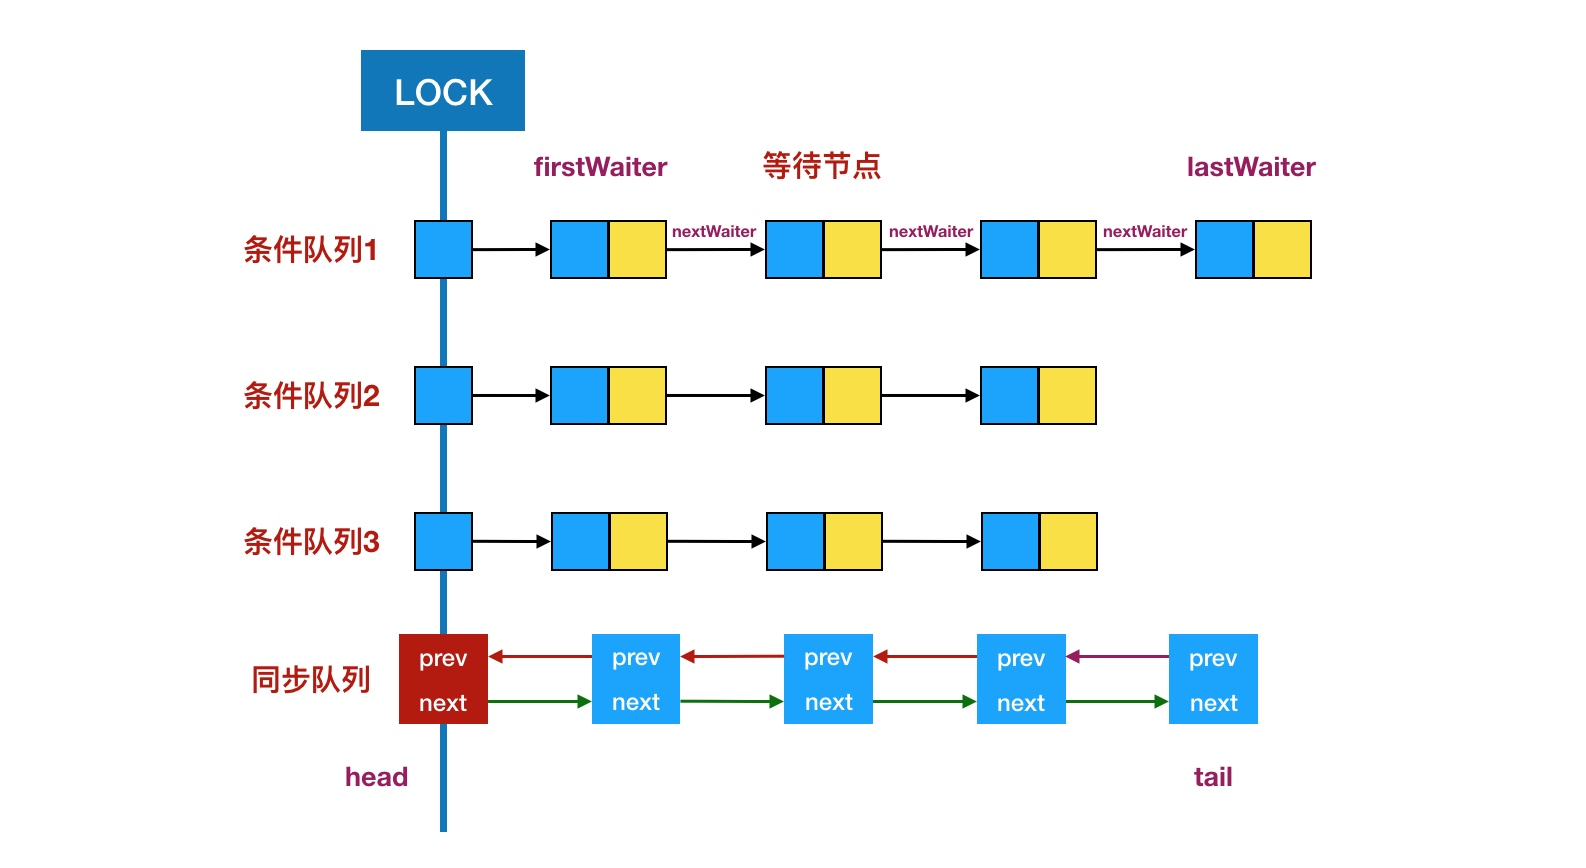 LOCK
firstWaiter
等待节点
lastWaiter
条件队列1
nextWaiter
nextWaiter
nextWaiter
条件队列2
条件队列3
同步队列
prev
prev
prev
prev
prev
next
next
next
next
next
head
tail